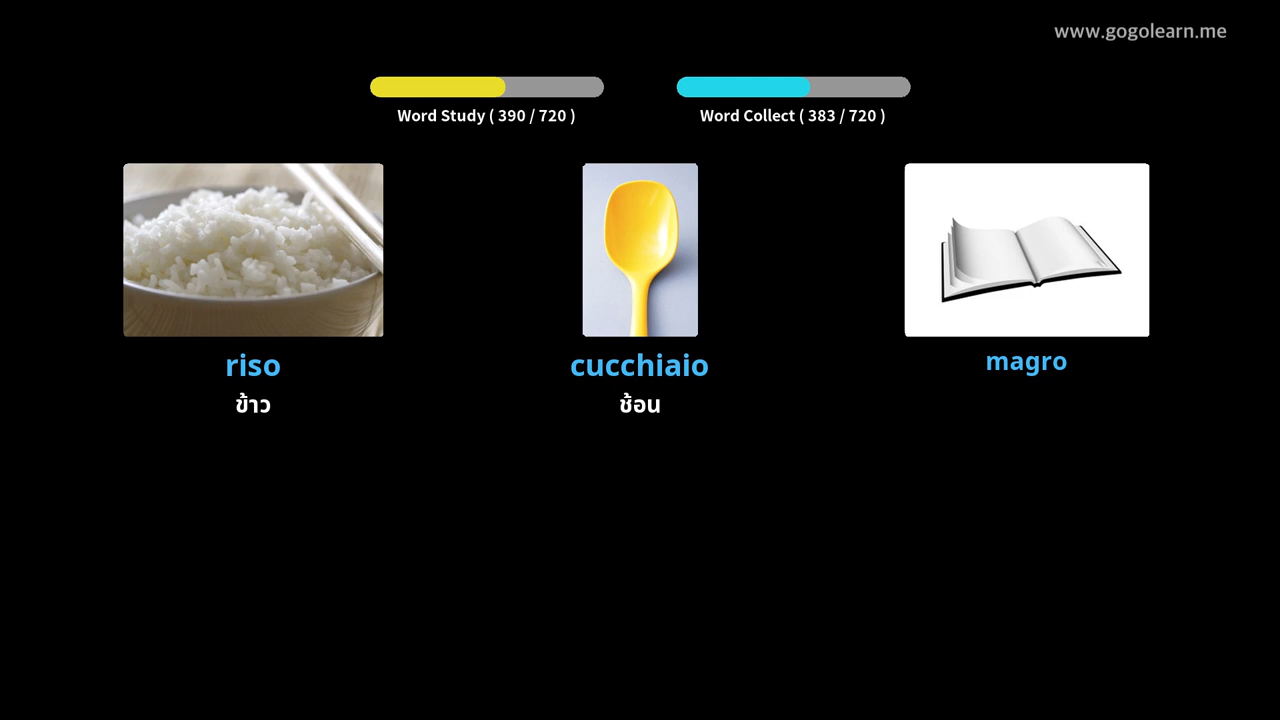 www.gogolearn.me
Word Study ( 390 / 720 )
Word Collect ( 383 / 720 )
riso
cucchiaio
magro
ข้าว
ช้อน